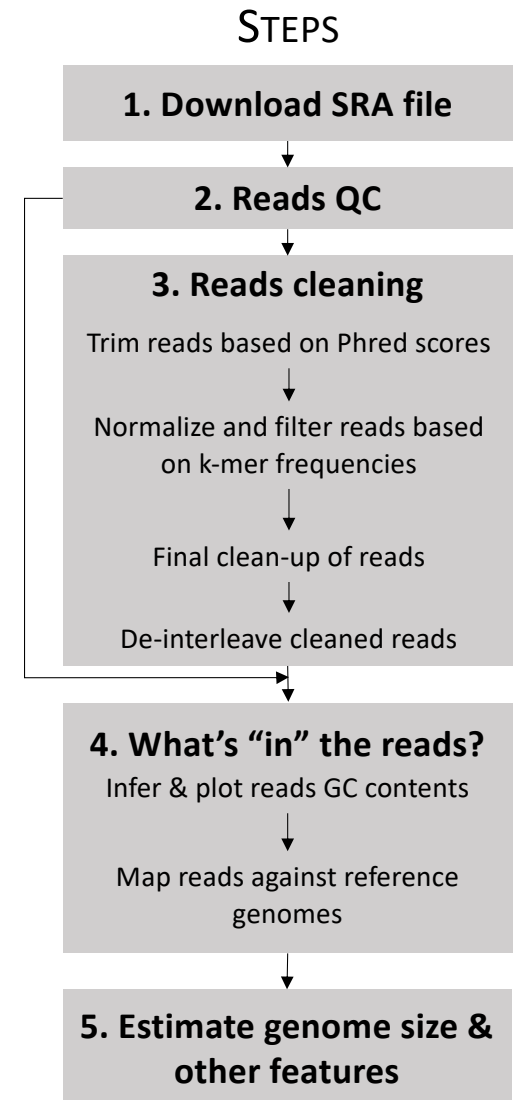 STEPS
1. Download SRA file
2. Reads QC
3. Reads cleaning
Trim reads based on Phred scores
Normalize and filter reads based
on k-mer frequencies
Final clean-up of reads
De-interleave cleaned reads
4. What’s “in” the reads?
Infer & plot reads GC contents
Map reads against reference
genomes
5. Estimate genome size &
other features